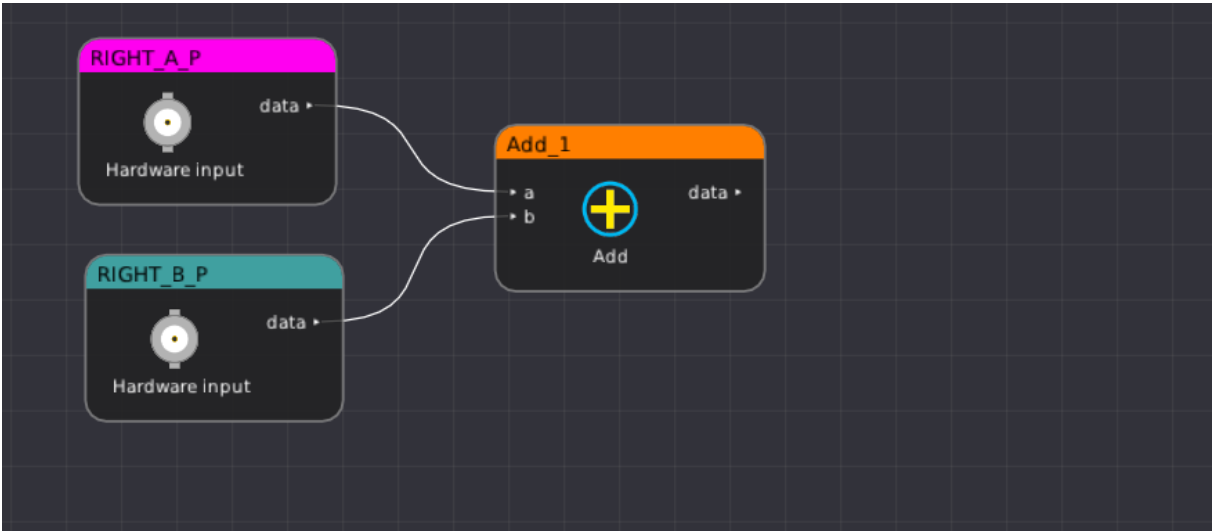 RIGHT_A_P
data
Hardware input
Add_1
a
data
b
Add
RIGHT_B_P
data
Hardware input